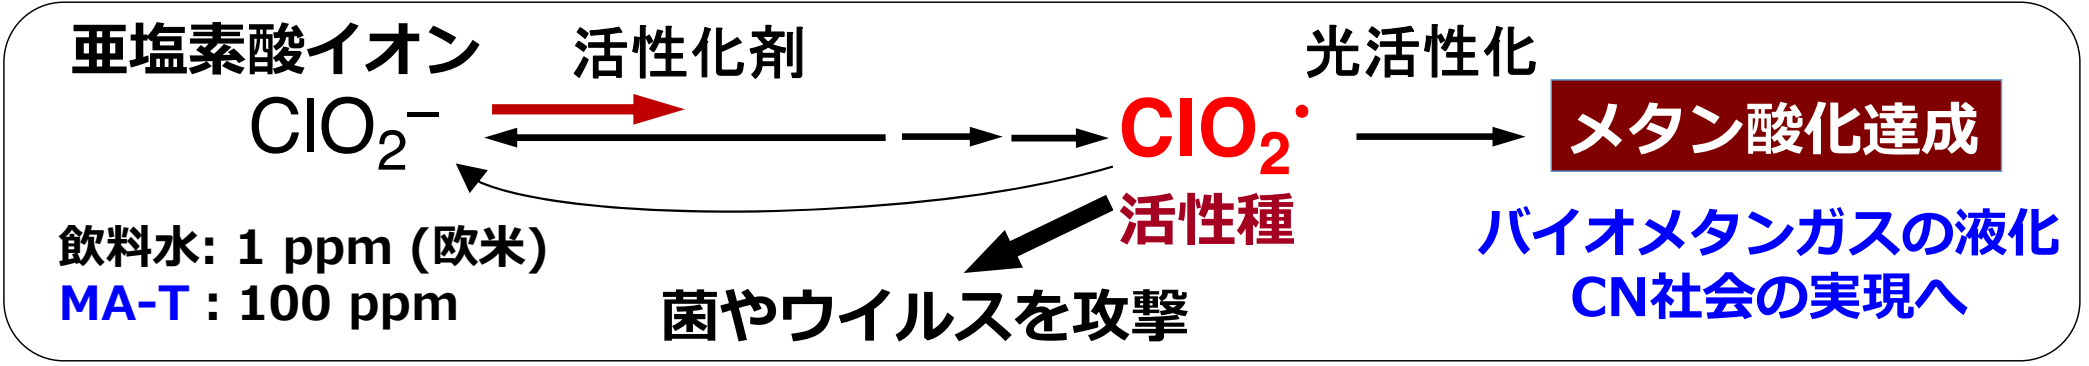 亜塩素酸イオン
活性化剤
光活性化
ClO₂⁻
ClO₂•
メタン酸化達成
活性種
飲料水: 1 ppm (欧米)
MA-T : 100 ppm
菌やウイルスを攻撃
バイオメタンガスの液化
CN社会の実現へ